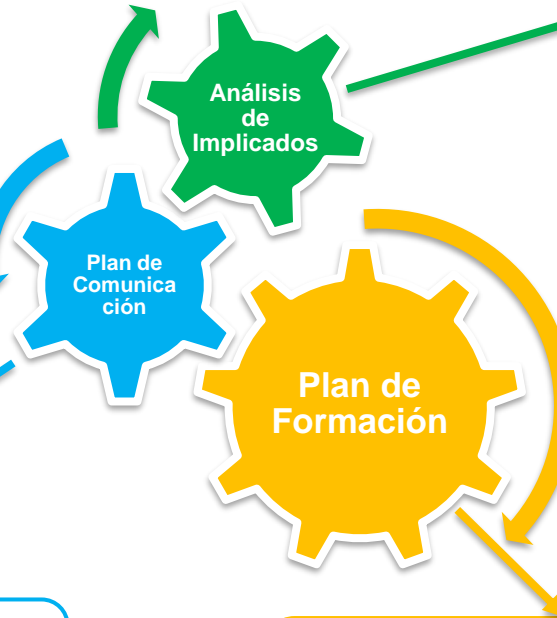 Análisis
de
Implicados
Plan de
Comunica
ción
Plan de
Formación